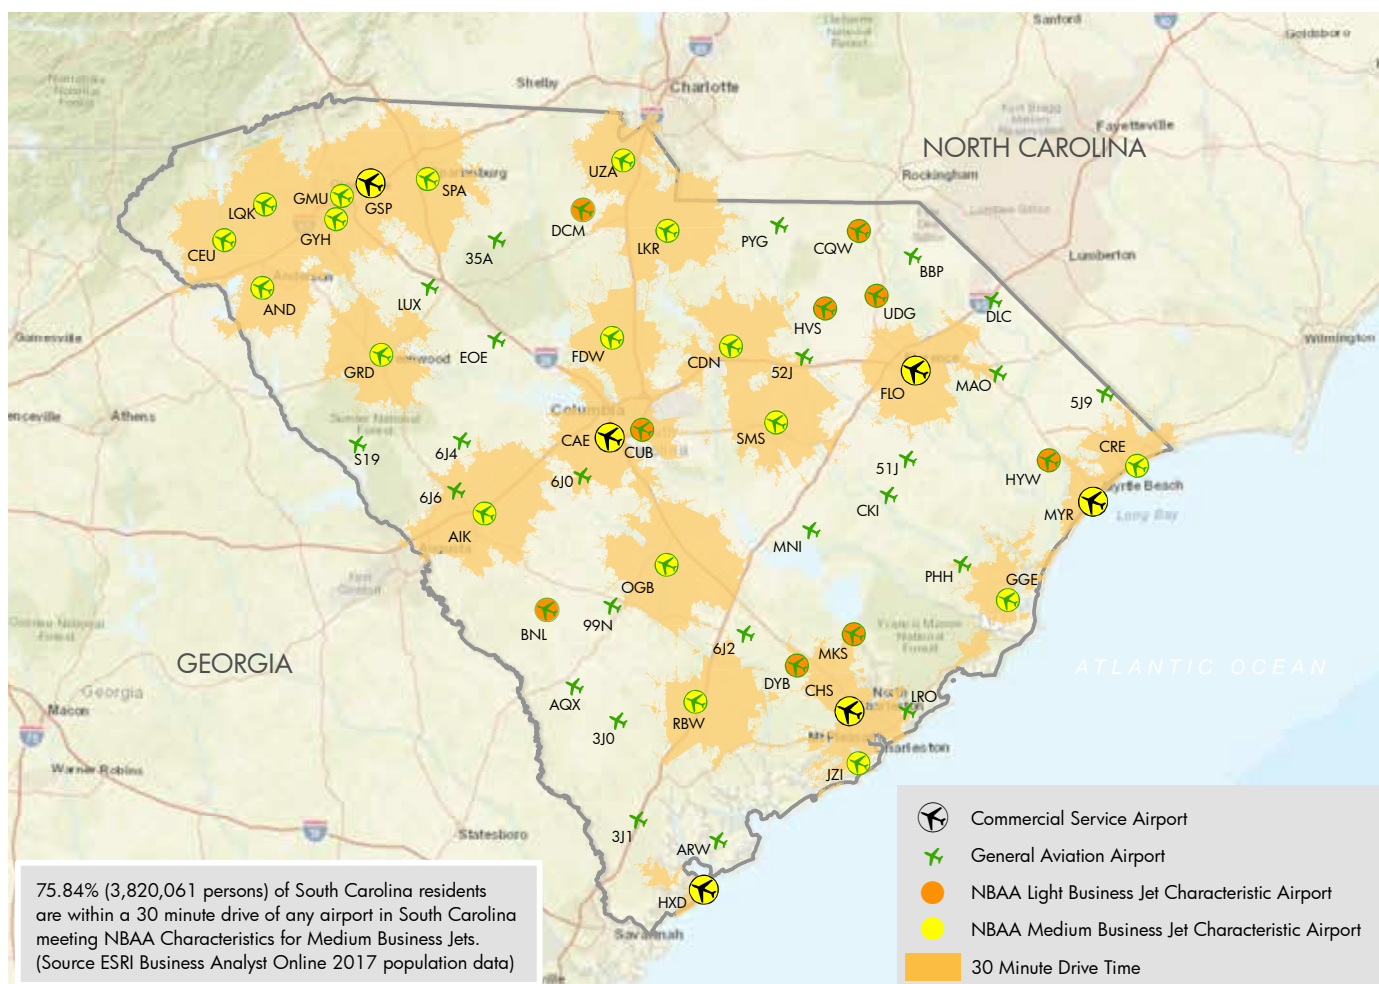 Sanford
Goldsboro
Shelby
Charlotte
Fayetteville
NORTH CAROLINA
Rockingham
UZA
SPA
GMU
GSP
LQK
GYH
DCM
LKR
PYG
CQW
CEU
35A
BBP
Lumberton
AND
LUX
HVS
UDG
DLC
Gainesville
Wilmington
FDW
CDN
EOE
GRD
52J
FLO
MAO
5J9
Athens
Columbia
CAE
CUB
SMS
CRE
S19
6J4
6J0
51J
HYW
Myrtle Beach
6J6
CKI
MYR
Long Bay
AIK
MNI
Augusta
PHH
GGE
OGB
BNL
99N
6J2
MKS
GEORGIA
ATLANTIC OCEAN
DYB
CHS
Georgia
Macon
AQX
RBW
LRO
North
Charleston
3J0
Mt Pleasant
Charleston
JZI
Warner Robins
Statesboro
3J1
ARW
HXD
Savannah
Commercial Service Airport
General Aviation Airport
NBAA Light Business Jet Characteristic Airport
NBAA Medium Business Jet Characteristic Airport
30 Minute Drive Time
75.84% (3,820,061 persons) of South Carolina residents
are within a 30 minute drive of any airport in South Carolina
meeting NBAA Characteristics for Medium Business Jets.
(Source ESRI Business Analyst Online 2017 population data)